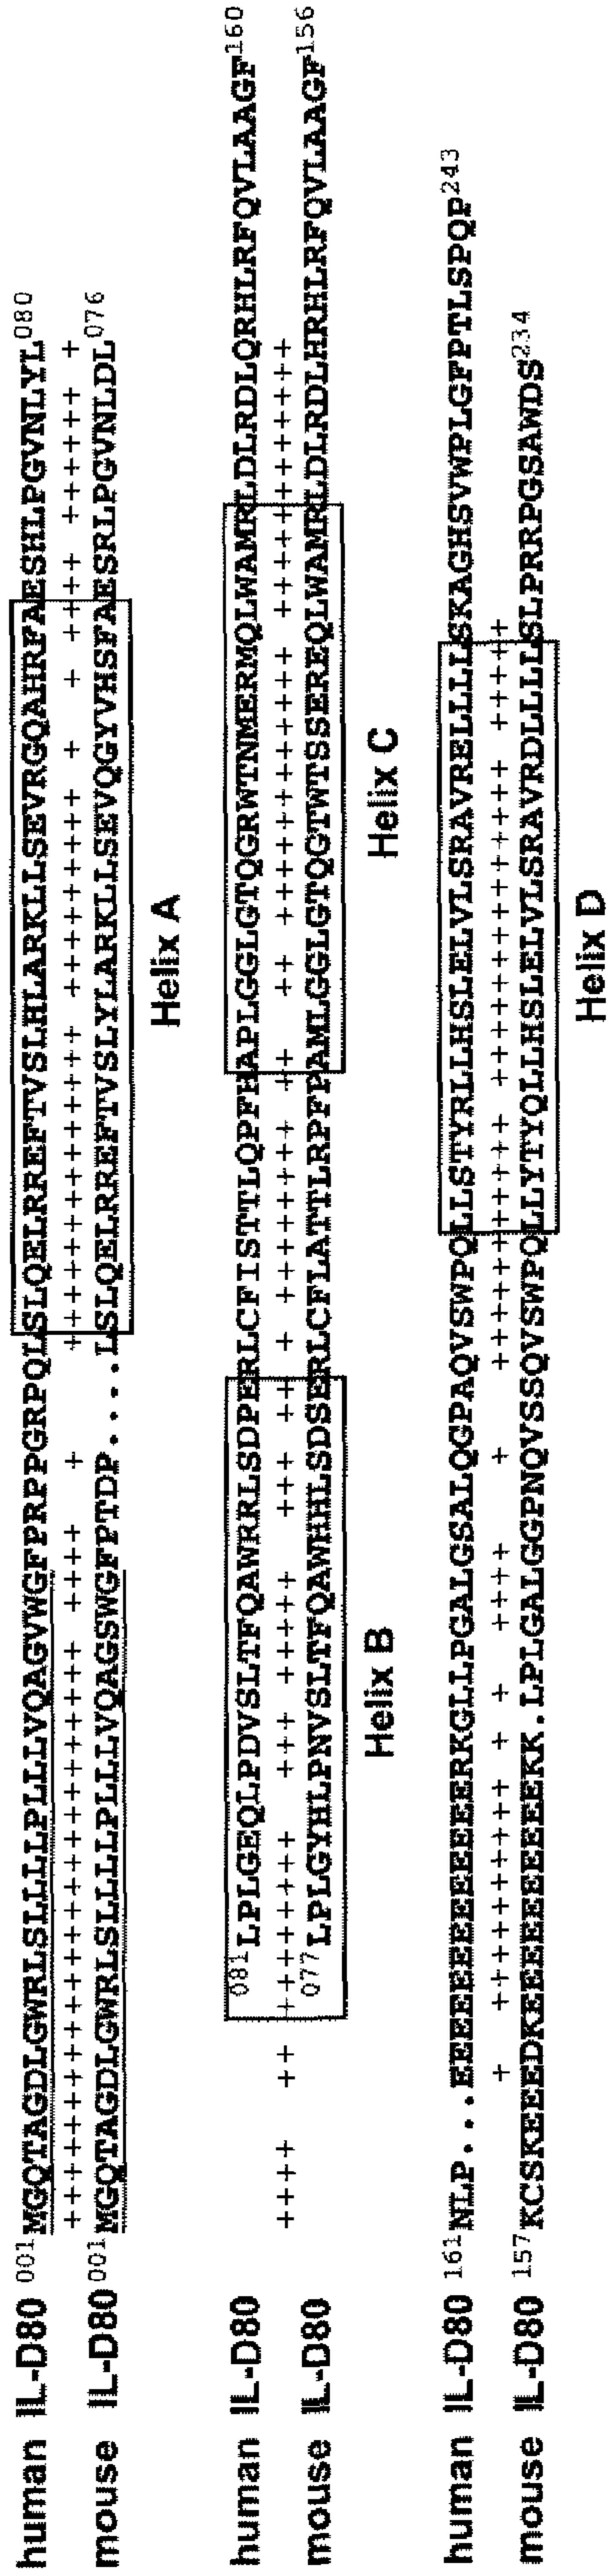 human IL-D80 001MGQTAGDLGWRLSLLLLPLLLVQAGVWGFPRPPGRPQLSLQELRREFTVSLHLARKLLSEVRGQAHRFAESHLPGVNLYL080
+++++++++++++++++++++++++ ++++  +    ++++++++++++++ +++++++++ +  + ++++ ++++++ +
mouse IL-D80 001MGQTAGDLGWRLSLLLLPLLLVQAGSWGFPTDP....LSLQELRREFTVSLYLARKLLSEVQGYVHSFAESRLPGVNLDL076
Helix A
human IL-D80 081LPLGEQLPDVSLTFQAWRRLSDPERLCFISTTLQPFHAPLGGLGTQGRWTNMERMQLWAMRLDLRDLQRHLRFQVLAAGF160
++++  ++ ++++++++  +++ +++++  +++ ++ + ++++++++ ++  ++ ++++++++++++ ++++++++++++
mouse IL-D80 077LPLGYHLPNVSLTFQAWHHLSDSERLCFLATTLRPFPAMLGGLGTQGTWTSSEREQLWAMRLDLRDLHRHLRFQVLAAGF156
Helix B Helix C
human IL-D80 161NLP...EEEEEEEEEEEEERKGLLPGALGSALQGPAQVSWPQLLSTYRLLHSLELVLSRAVRELLLLSKAGHSVWPLGFPTLSPQP243
+  ++++++++++ + +  ++++   +   ++++++++ ++ ++++++++++++++ +++++
mouse IL-D80 157KCSKEEEDKEEEEEEEEEEKK.LPLGALGGPNQVSSQVSWPQLLYTYQLLHSLELVLSRAVRDLLLLSLPRRPGSAWDS234
Helix D